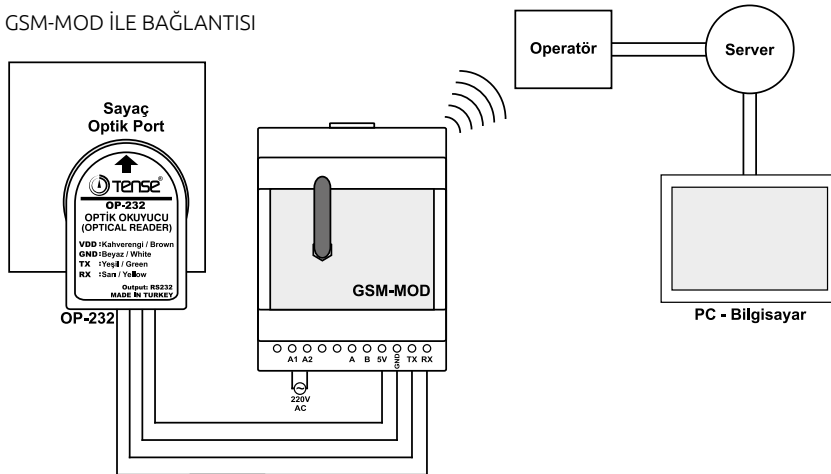 GSM-MOD İLE BAĞLANTISI
Operatör
Server
Sayaç
Optik Port
TENSE®
OP-232
OPTİK OKUYUCU
(OPTICAL READER)
VDD :Kahverengi / Brown
GND:Beyaz / White
TX :Yeşil / Green
RX :Sarı / Yellow
Output: RS232
MADE IN TURKEY
OP-232
GSM-MOD
A1 A2 A B 5V GND TX RX
220V
AC
PC - Bilgisayar